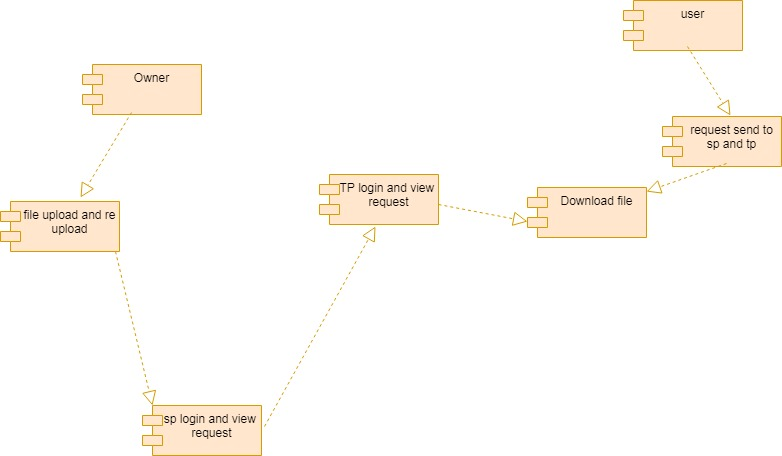 user
Owner
request send to
sp and tp
TP login and view
request
Download file
file upload and re
upload
sp login and view
request